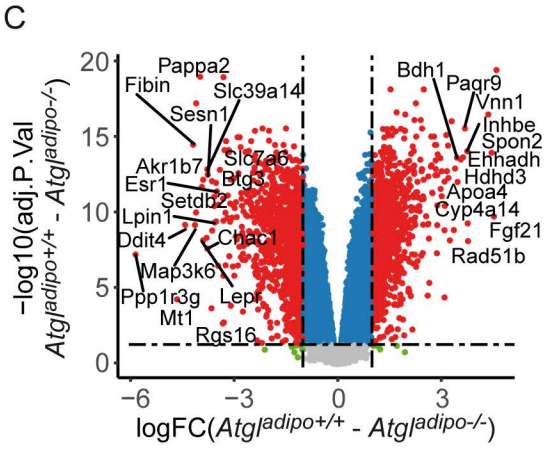 C
−log10(adj.P.Val
Atgl^adipo+/+ - Atgl^adipo-/-)
20
15
10
5
0
Pappa2
Fibin
Slc39a14
Sesn1
Slc7a6
Akr1b7
Btg3
Esr1
Setdb2
Lpin1
Chac1
Ddit4
Map3k6
Ppp1r3g
Lepr
Mt1
Rgs16
Bdh1
Paqr9
Vnn1
Inhbe
Spon2
Ehhadh
Hdhd3
Apoa4
Cyp4a14
Fgf21
Rad51b
−6 −3 0 3
logFC(Atgl^adipo+/+ - Atgl^adipo-/-)